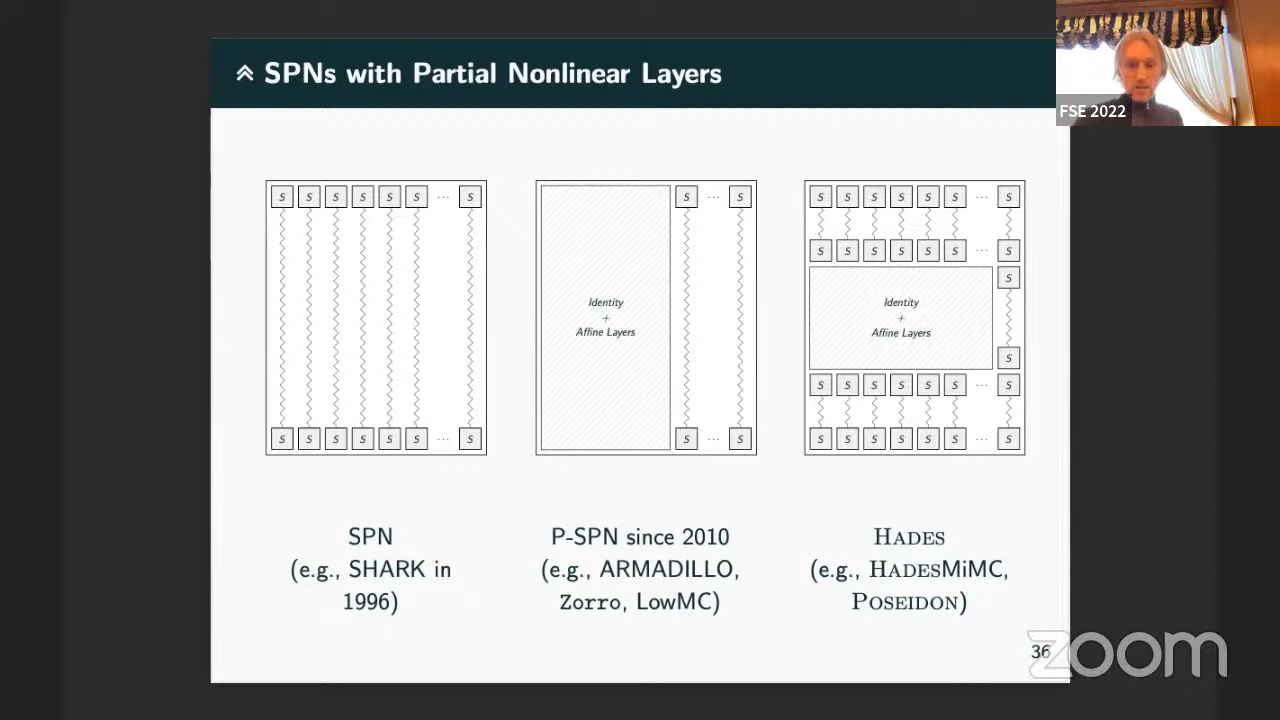 SPNs with Partial Nonlinear Layers
FSE 2022
S S S S S S ... S
S ... S
S S S S S S ... S
S S S S S S ... S
S
Identity
+
Affine Layers
Identity
+
Affine Layers
S
S S S S S S ... S
S S S S S S ... S
S ... S
S S S S S S ... S
SPN
(e.g., SHARK in
1996)
P-SPN since 2010
(e.g., ARMADILLO,
Zorro, LowMC)
HADES
(e.g., HADESMiMC,
POSEIDON)
36
zoom